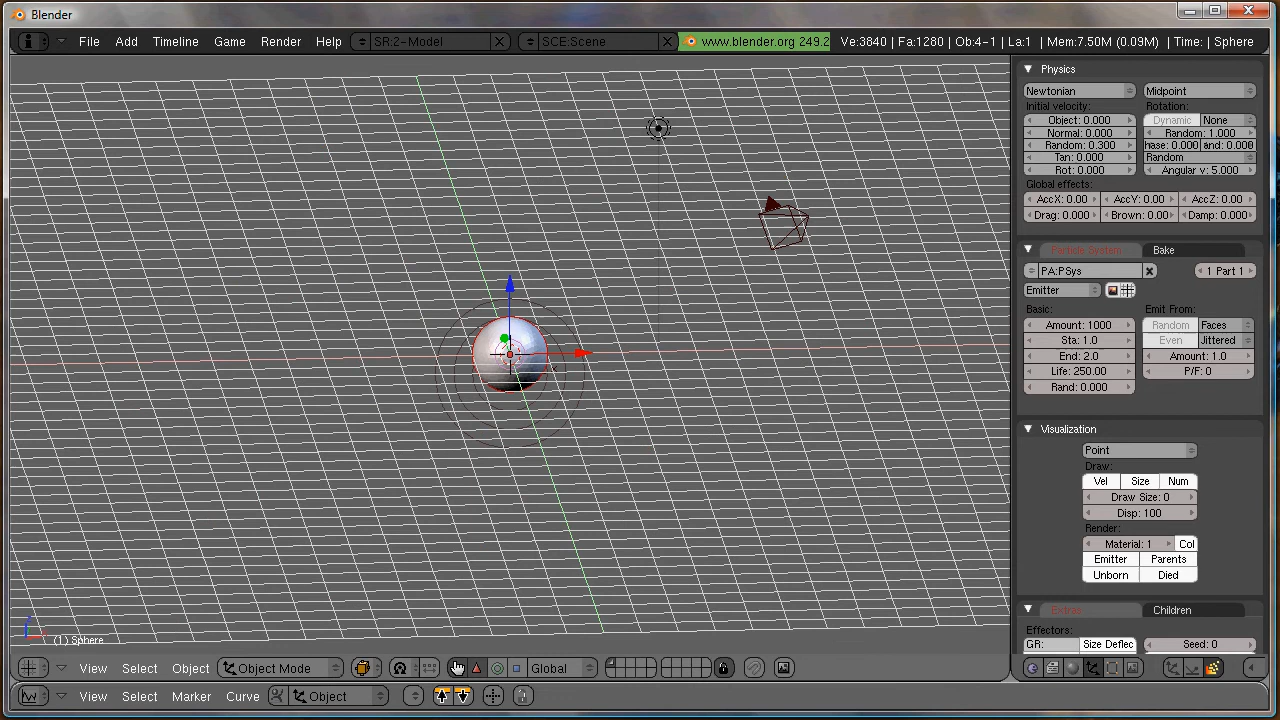 Blender
File Add Timeline Game Render Help SR:2-Model SCE:Scene www.blender.org 249.2 Ve:3840 | Fa:1280 | Ob:4-1 | La:1 | Mem:7.50M (0.09M) | Time: | Sphere
Physics
Newtonian Midpoint
Initial velocity: Rotation:
Object: 0.000 Dynamic None
Normal: 0.000 Random: 1.000
Random: 0.300 hase: 0.000 and: 0.000
Tan: 0.000 Random
Rot: 0.000 Angular v: 5.000
Global effects:
AccX: 0.00 AccY: 0.00 AccZ: 0.00
Drag: 0.000 Brown: 0.00 Damp: 0.000
Particle System Bake
PA:PSys 1 Part 1
Emitter
Basic: Emit From:
Amount: 1000 Random Faces
Sta: 1.0 Even Jittered
End: 2.0 Amount: 1.0
Life: 250.00 P/F: 0
Rand: 0.000
Visualization
Point
Draw:
Vel Size Num
Draw Size: 0
Disp: 100
Render:
Material: 1 Col
Emitter Parents
Unborn Died
Extras Children
Effectors:
GR: Size Deflec Seed: 0
(1) Sphere
View Select Object Object Mode Global
View Select Marker Curve Object